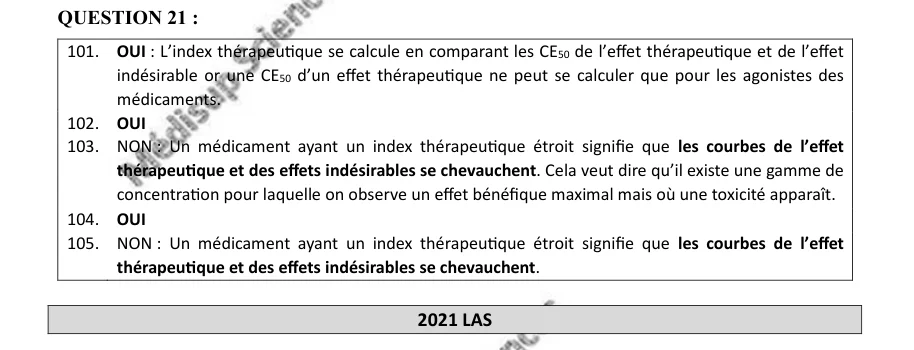 QUESTION 21 :
101. OUI : L'index thérapeutique se calcule en comparant les CE50 de l'effet thérapeutique et de l'effet
indésirable or une CE50 d'un effet thérapeutique ne peut se calculer que pour les agonistes des
médicaments.
102. OUI
103. NON : Un médicament ayant un index thérapeutique étroit signifie que les courbes de l'effet
thérapeutique et des effets indésirables se chevauchent. Cela veut dire qu'il existe une gamme de
concentration pour laquelle on observe un effet bénéfique maximal mais où une toxicité apparaît.
104. OUI
105. NON : Un médicament ayant un index thérapeutique étroit signifie que les courbes de l'effet
thérapeutique et des effets indésirables se chevauchent.
2021 LAS
Médisup Scienc